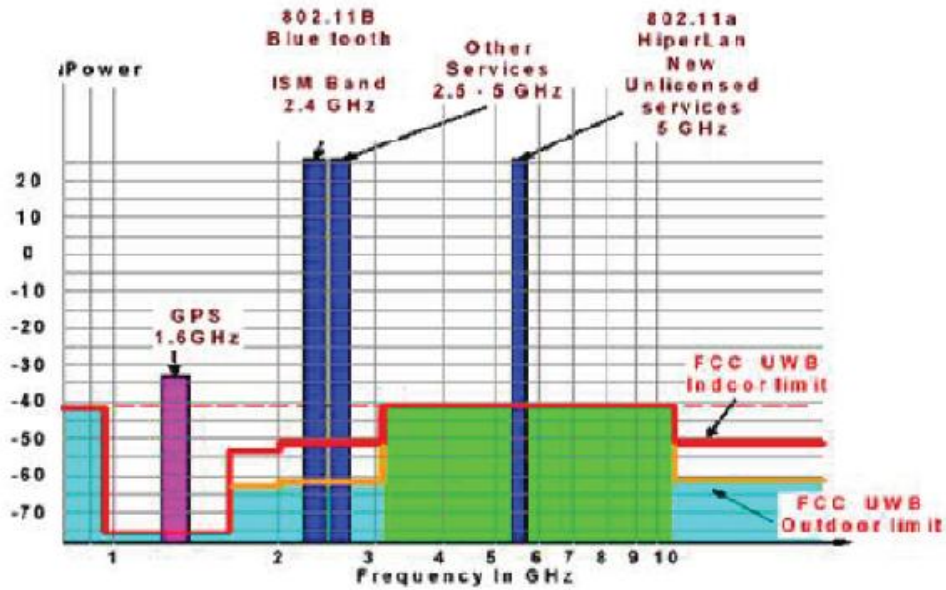 802.11B
Blue tooth
ISM Band
2.4 GHz
Other
Services
2.5 - 5 GHz
802.11a
HiperLan
New
Unlicensed
services
5 GHz
Power
20
10
0
-10
-20
-30
-40
-50
-60
-70
GPS
1.6GHz
FCC UWB
Indoor limit
FCC UWB
Outdoor limit
1 2 3 4 5 6 7 8 9 10
Frequency In GHz